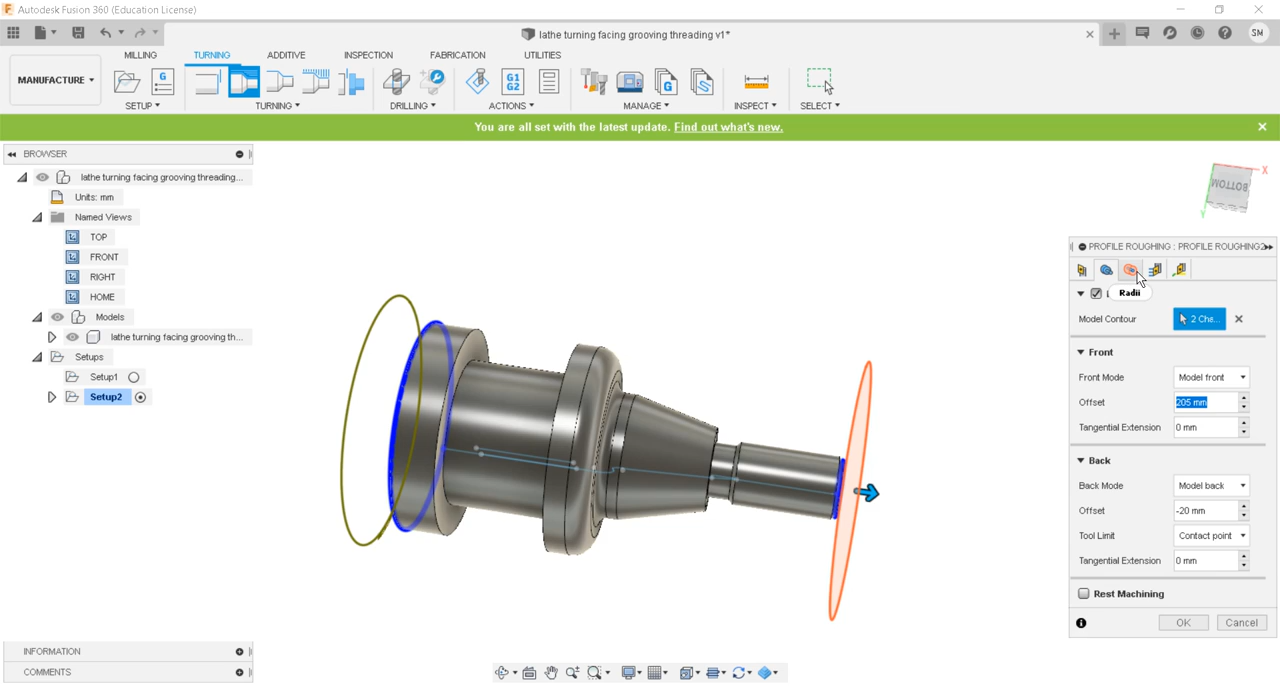 Autodesk Fusion 360 (Education License)
lathe turning facing grooving threading v1*
SM
MILLING TURNING ADDITIVE INSPECTION FABRICATION UTILITIES
MANUFACTURE
G
G1
G2
G
SETUP TURNING DRILLING ACTIONS MANAGE INSPECT SELECT
You are all set with the latest update. Find out what's new.
BROWSER
lathe turning facing grooving threading...
Units: mm
Named Views
TOP
FRONT
RIGHT
HOME
Models
lathe turning facing grooving th...
Setups
Setup1
Setup2
X
BOTTOM
Y
PROFILE ROUGHING : PROFILE ROUGHING2
Radii
Model Contour 2 Cha...
Front
Front Mode Model front
Offset 205 mm
Tangential Extension 0 mm
Back
Back Mode Model back
Offset -20 mm
Tool Limit Contact point
Tangential Extension 0 mm
Rest Machining
OK Cancel
INFORMATION
COMMENTS